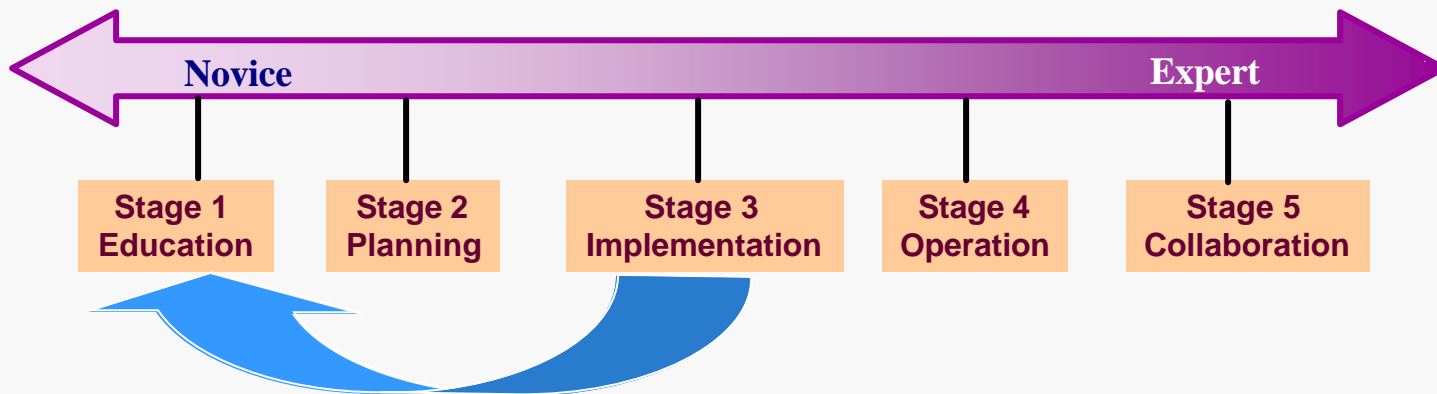 Novice
Expert
Stage 1
Education
Stage 2
Planning
Stage 3
Implementation
Stage 4
Operation
Stage 5
Collaboration